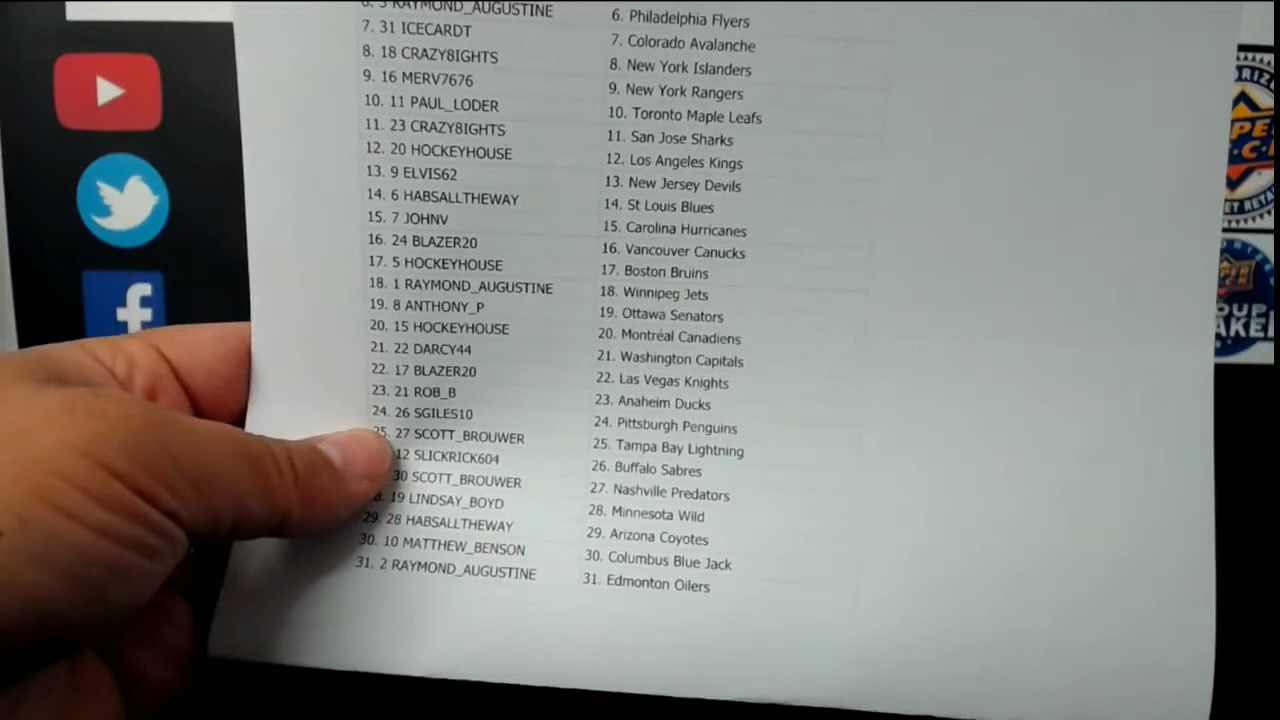 6. 3 RAYMOND_AUGUSTINE 6. Philadelphia Flyers
7. 31 ICECARDT 7. Colorado Avalanche
8. 18 CRAZY8IGHTS 8. New York Islanders
9. 16 MERV7676 9. New York Rangers
10. 11 PAUL_LODER 10. Toronto Maple Leafs
11. 23 CRAZY8IGHTS 11. San Jose Sharks
12. 20 HOCKEYHOUSE 12. Los Angeles Kings
13. 9 ELVIS62 13. New Jersey Devils
14. 6 HABSALLTHEWAY 14. St Louis Blues
15. 7 JOHNV 15. Carolina Hurricanes
16. 24 BLAZER20 16. Vancouver Canucks
17. 5 HOCKEYHOUSE 17. Boston Bruins
18. 1 RAYMOND_AUGUSTINE 18. Winnipeg Jets
19. 8 ANTHONY_P 19. Ottawa Senators
20. 15 HOCKEYHOUSE 20. Montréal Canadiens
21. 22 DARCY44 21. Washington Capitals
22. 17 BLAZER20 22. Las Vegas Knights
23. 21 ROB_B 23. Anaheim Ducks
24. 26 SGILES10 24. Pittsburgh Penguins
25. 27 SCOTT_BROUWER 25. Tampa Bay Lightning
12 SLICKRICK604 26. Buffalo Sabres
30 SCOTT_BROUWER 27. Nashville Predators
8. 19 LINDSAY_BOYD 28. Minnesota Wild
29. 28 HABSALLTHEWAY 29. Arizona Coyotes
30. 10 MATTHEW_BENSON 30. Columbus Blue Jack
31. 2 RAYMOND_AUGUSTINE 31. Edmonton Oilers